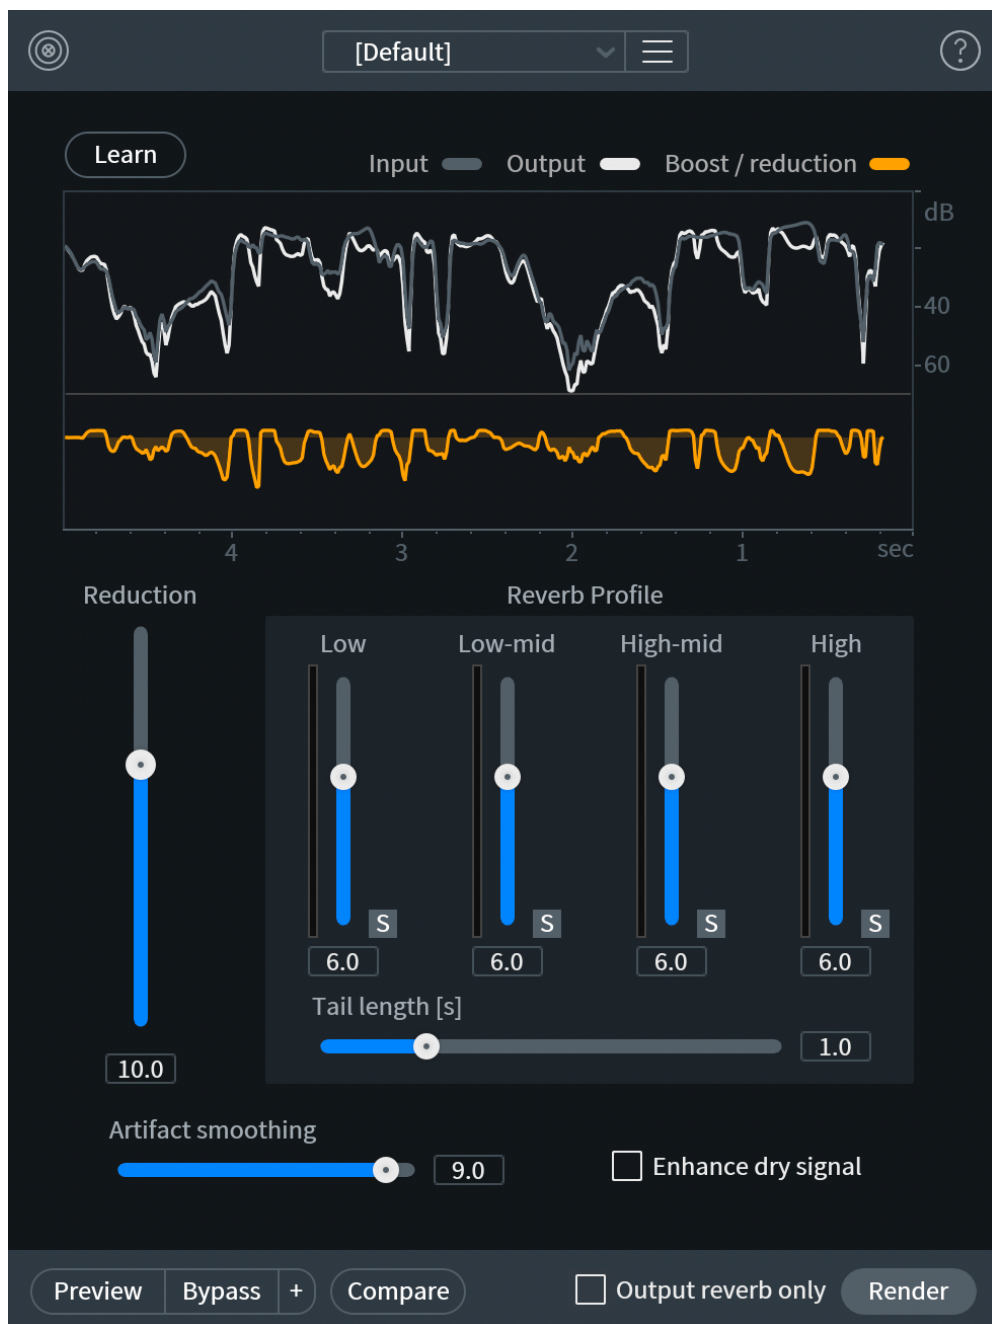 [Default]
?
Learn
Input Output Boost / reduction
dB
-40
-60
4 3 2 1 sec
Reduction
Reverb Profile
Low Low-mid High-mid High
S S S S
6.0 6.0 6.0 6.0
Tail length [s]
1.0
10.0
Artifact smoothing
9.0
Enhance dry signal
Preview Bypass + Compare Output reverb only Render